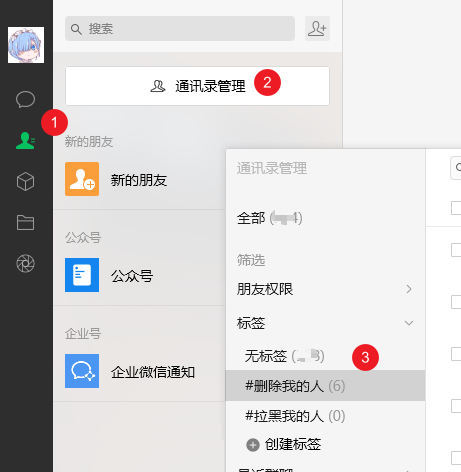 搜索
通讯录管理
2
1
新的朋友
新的朋友
公众号
公众号
企业号
企业微信通知
通讯录管理
全部
筛选
朋友权限
标签
无标签
3
#删除我的人 (6)
#拉黑我的人 (0)
创建标签